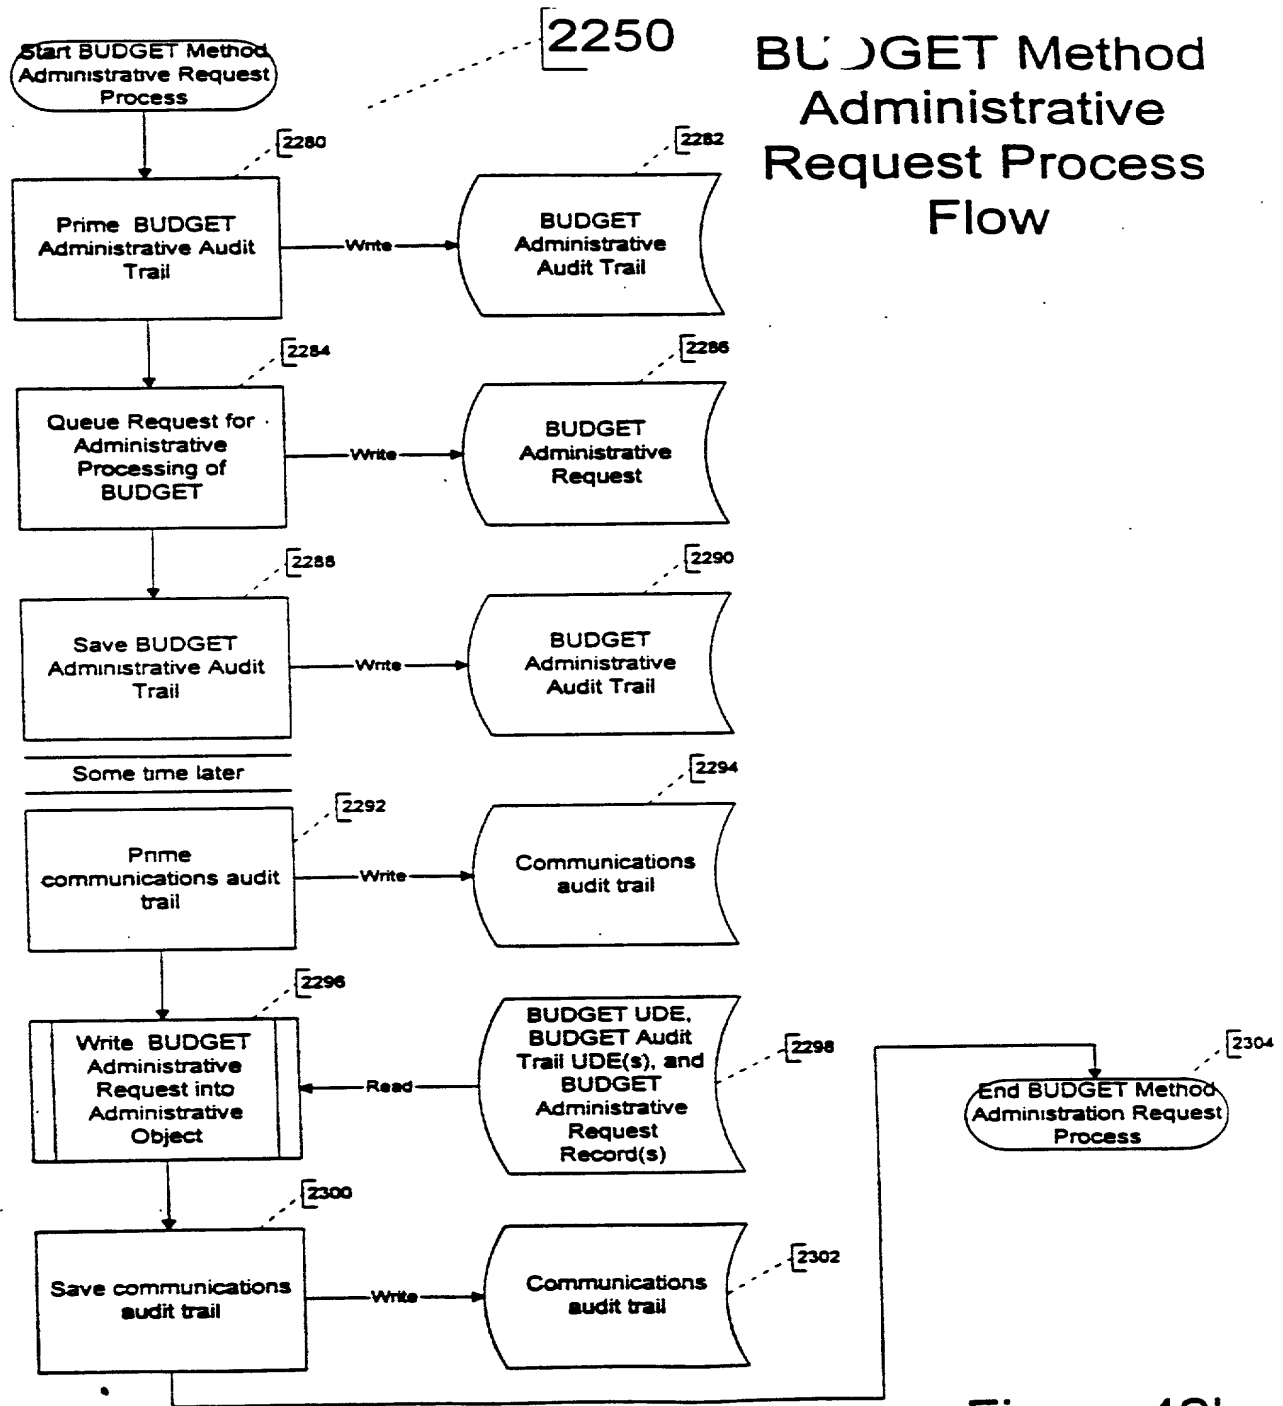 2250
BUDGET Method
Administrative
Request Process
Flow
Start BUDGET Method
Administrative Request
Process
2280
Prime BUDGET
Administrative Audit
Trail
Write
2282
BUDGET
Administrative
Audit Trail
2284
Queue Request for
Administrative
Processing of
BUDGET
Write
2286
BUDGET
Administrative
Request
2288
Save BUDGET
Administrative Audit
Trail
Write
2290
BUDGET
Administrative
Audit Trail
Some time later
2292
Prime
communications audit
trail
Write
2294
Communications
audit trail
2296
Write BUDGET
Administrative
Request into
Administrative
Object
Read
2298
BUDGET UDE,
BUDGET Audit
Trail UDE(s), and
BUDGET
Administrative
Request
Record(s)
2300
Save communications
audit trail
Write
2302
Communications
audit trail
2304
End BUDGET Method
Administration Request
Process